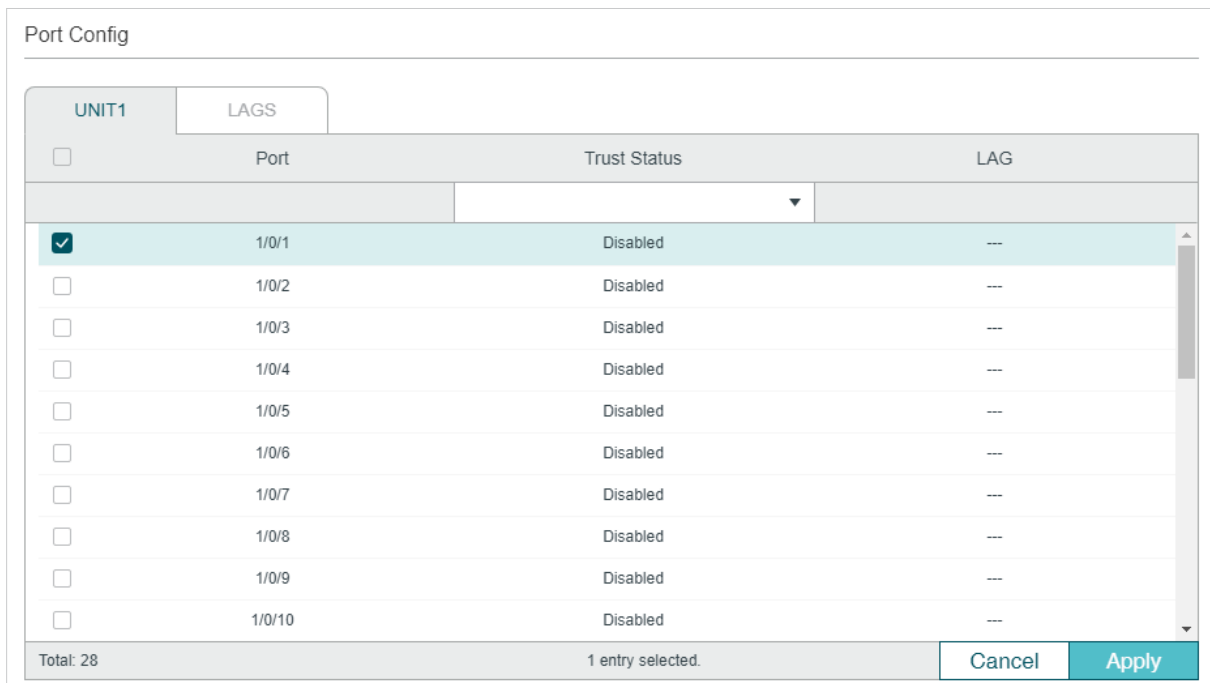 Port Config
UNIT1 LAGS
Port Trust Status LAG
1/0/1 Disabled ---
1/0/2 Disabled ---
1/0/3 Disabled ---
1/0/4 Disabled ---
1/0/5 Disabled ---
1/0/6 Disabled ---
1/0/7 Disabled ---
1/0/8 Disabled ---
1/0/9 Disabled ---
1/0/10 Disabled ---
Total: 28 1 entry selected. Cancel Apply